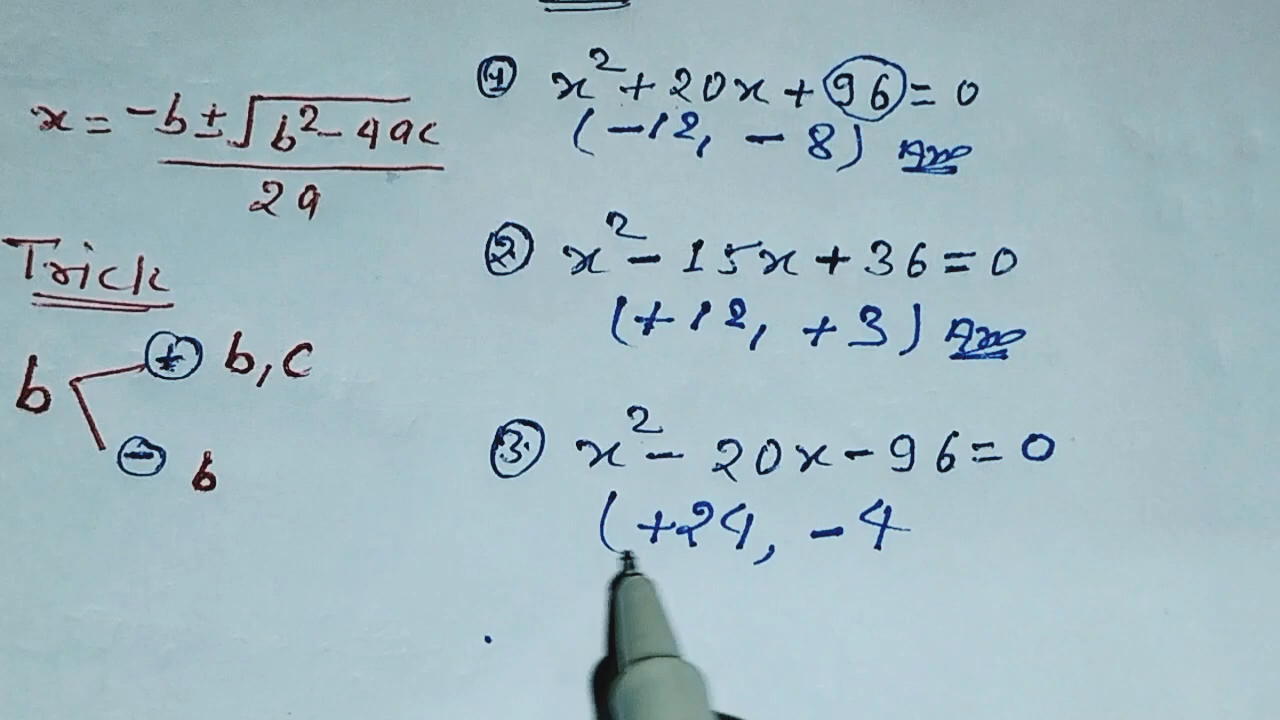 x = -b ± √b² - 4ac
2a
Trick
b
+ b, c
- b
① x² + 20x + 96 = 0
(-12, - 8) Ans
② x² - 15x + 36 = 0
(+12, +3) Ans
③ x² - 20x - 96 = 0
(+24, - 4